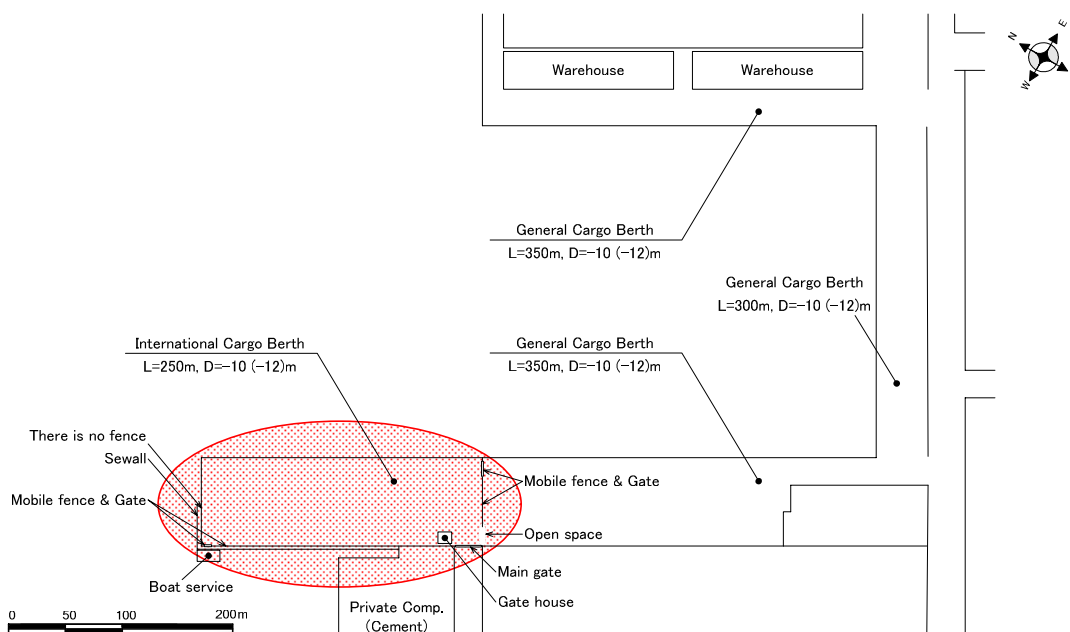 N
E
W
Warehouse
Warehouse
General Cargo Berth
L=350m, D=-10 (-12)m
General Cargo Berth
L=300m, D=-10 (-12)m
International Cargo Berth
L=250m, D=-10 (-12)m
General Cargo Berth
L=350m, D=-10 (-12)m
There is no fence
Sewall
Mobile fence & Gate
Mobile fence & Gate
Open space
Main gate
Gate house
Boat service
Private Comp.
(Cement)
0 50 100 200m